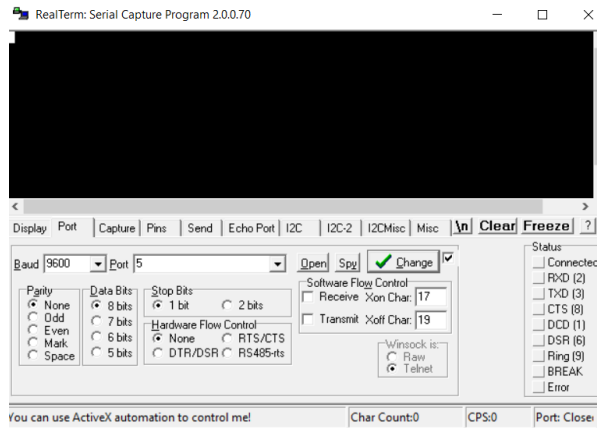 RealTerm: Serial Capture Program 2.0.0.70
Display Port Capture Pins Send Echo Port I2C I2C-2 I2CMisc Misc \n Clear Freeze ?
Baud 9600 Port 5 Open Spy Change
Parity
None
Odd
Even
Mark
Space
Data Bits
8 bits
7 bits
6 bits
5 bits
Stop Bits
1 bit 2 bits
Hardware Flow Control
None RTS/CTS
DTR/DSR RS485-rts
Software Flow Control
Receive Xon Char: 17
Transmit Xoff Char: 19
Winsock is:
Raw
Telnet
Status
Connectec
RXD (2)
TXD (3)
CTS (8)
DCD (1)
DSR (6)
Ring (9)
BREAK
Error
You can use ActiveX automation to control me! Char Count:0 CPS:0 Port: Close